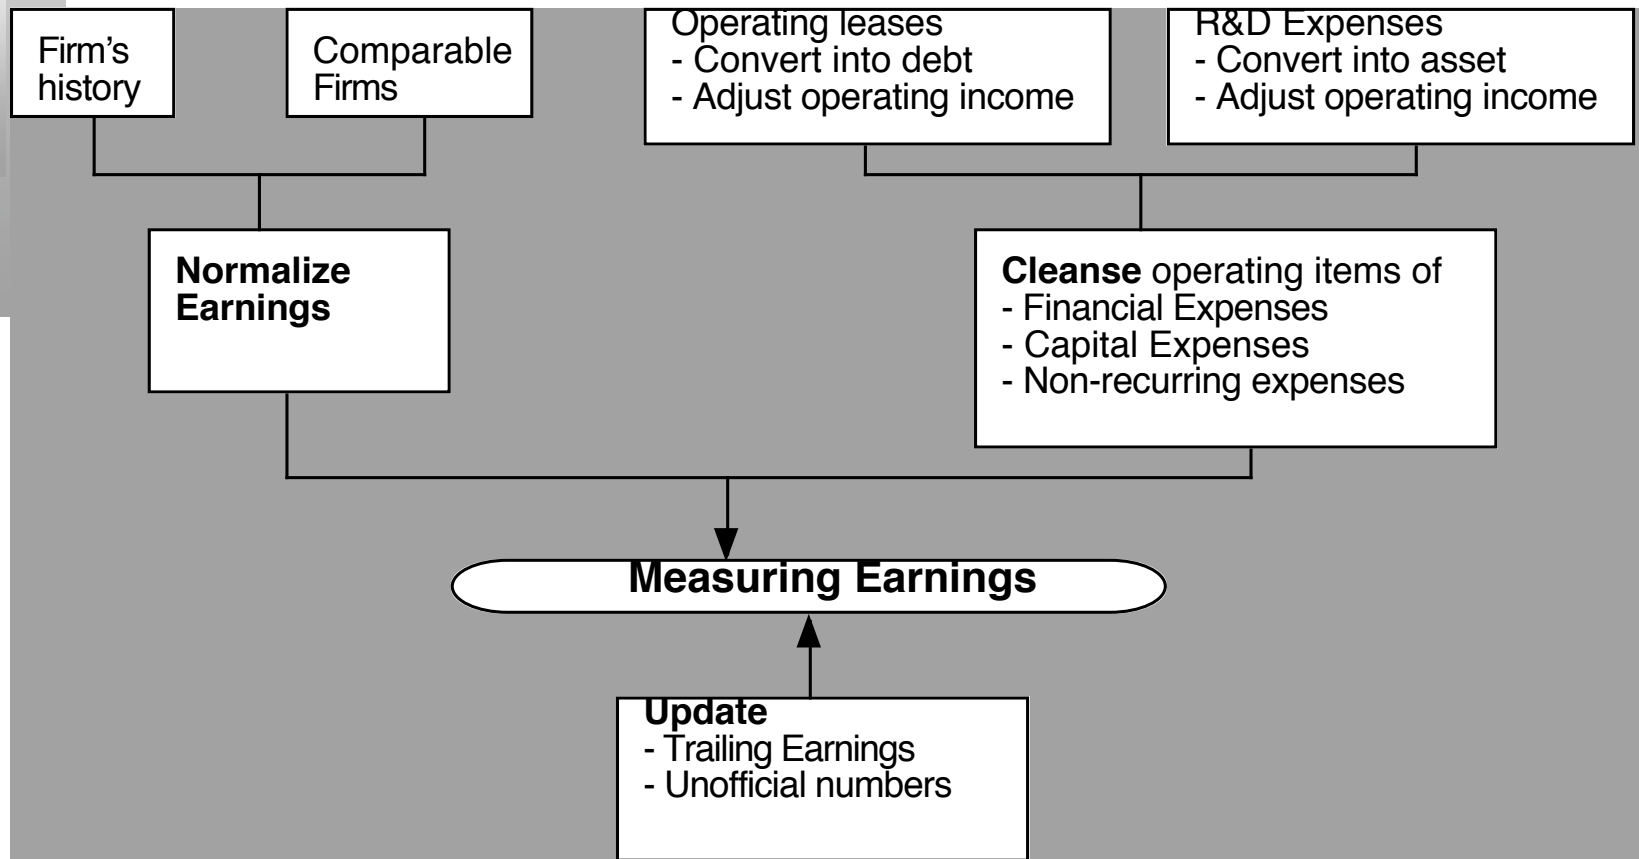 Firm's
history
Comparable
Firms
Operating leases
- Convert into debt
- Adjust operating income
R&D Expenses
- Convert into asset
- Adjust operating income
Normalize
Earnings
Cleanse operating items of
- Financial Expenses
- Capital Expenses
- Non-recurring expenses
Measuring Earnings
Update
- Trailing Earnings
- Unofficial numbers